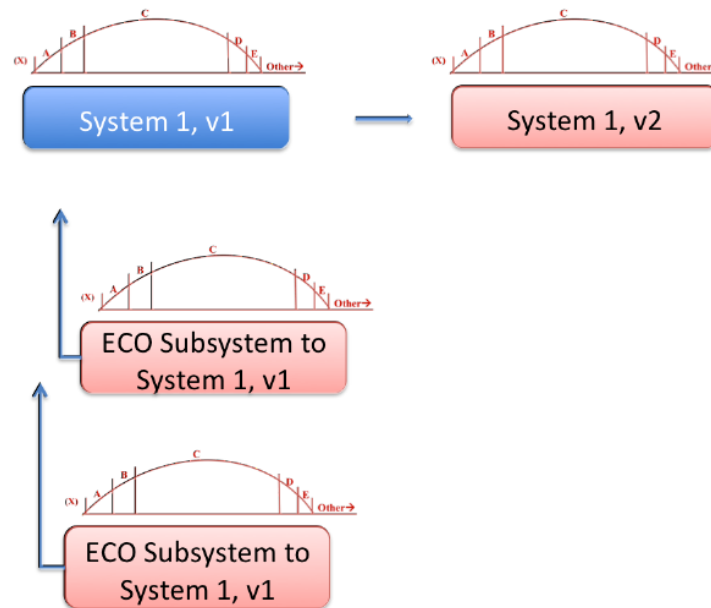 C
B
D
A
E
(X)
Other→
System 1, v1
C
B
D
A
E
(X)
Other→
System 1, v2
C
B
D
A
E
(X)
Other→
ECO Subsystem to
System 1, v1
C
B
D
A
E
(X)
Other→
ECO Subsystem to
System 1, v1